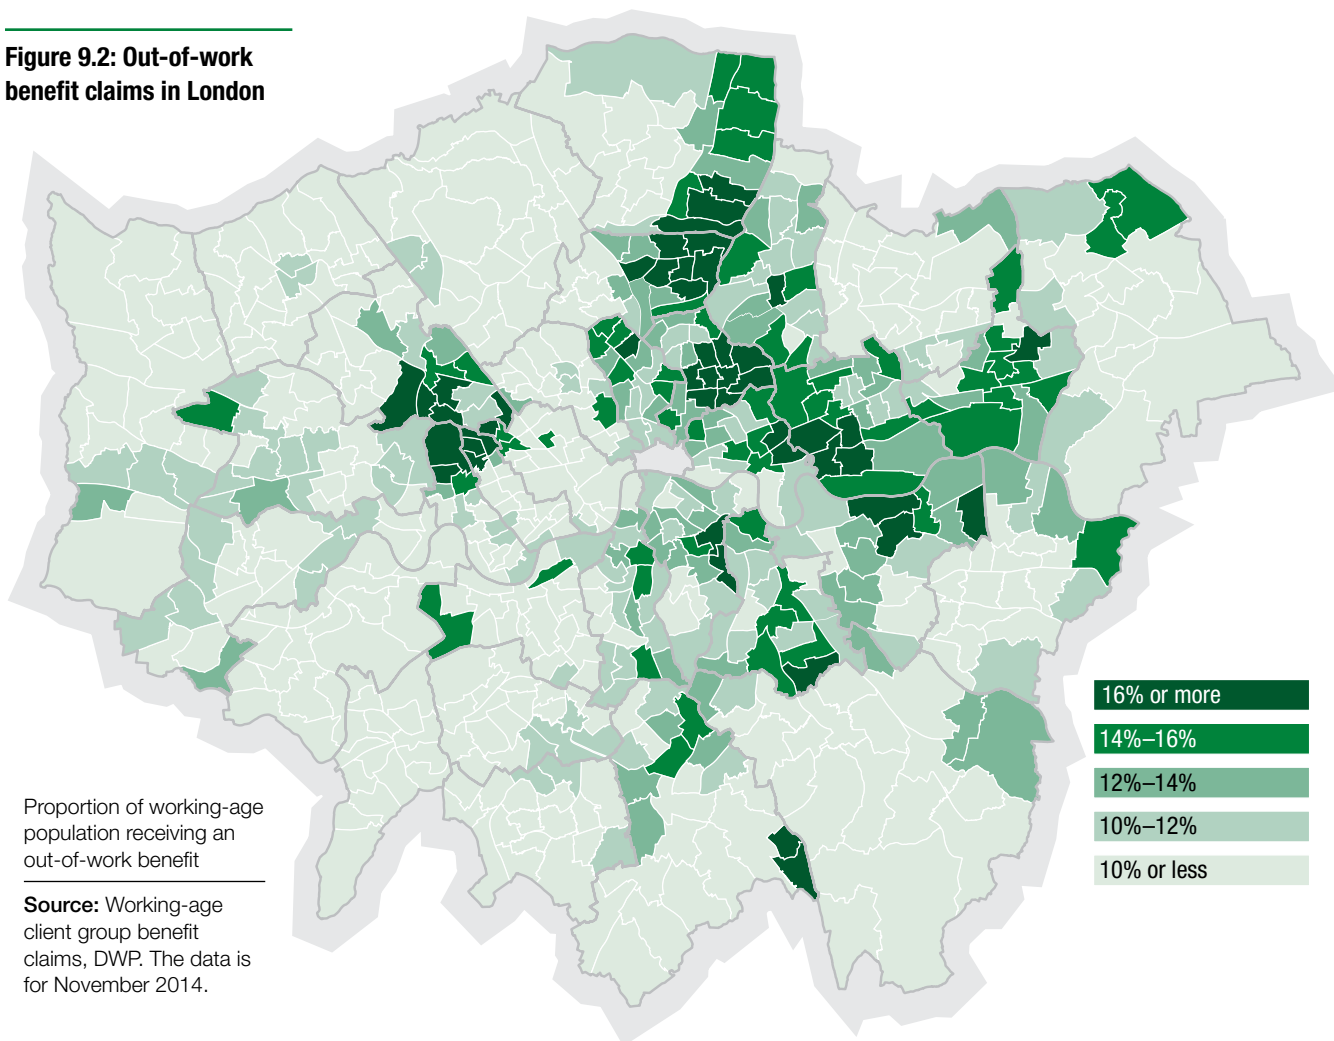 Figure 9.2: Out-of-work
benefit claims in London
16% or more
14%–16%
12%–14%
10%–12%
10% or less
Proportion of working-age
population receiving an
out-of-work benefit
Source: Working-age
client group benefit
claims, DWP. The data is
for November 2014.